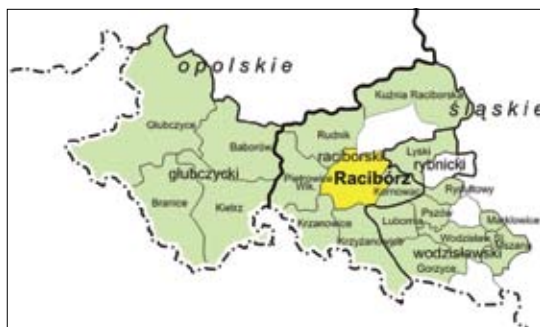 opolskie
śląskie
Kuźnia Raciborska
Głubczyce
Rudnik
Baborów
raciborski
Lyski
rybnicki
głubczycki
Pietrowice
Wlk.
Racibórz
Kornowac
Rydułtowy
Branice
Kietrz
Krzanowice
Lubomia
Pszów
Marklowice
Krzyżanowice
Wodzisław Śl.
Mszana
wodzisławski
Gorzyce